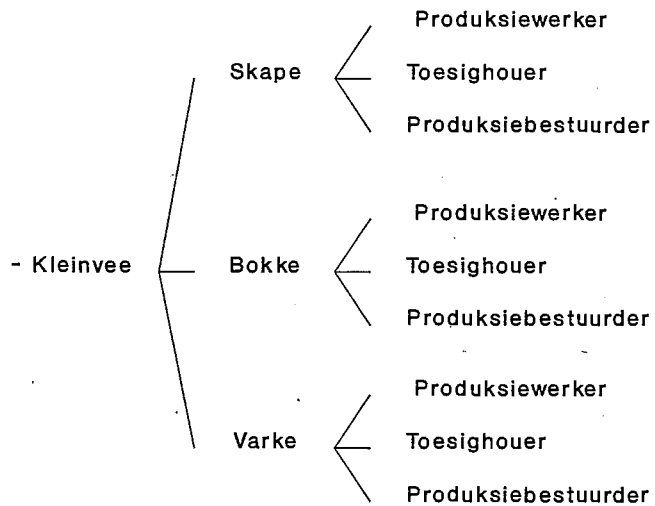 Produksiewerker
Skape
Toesighouer
Produksiebestuurder
Produksiewerker
- Kleinvee
Bokke
Toesighouer
Produksiebestuurder
Produksiewerker
Varke
Toesighouer
Produksiebestuurder